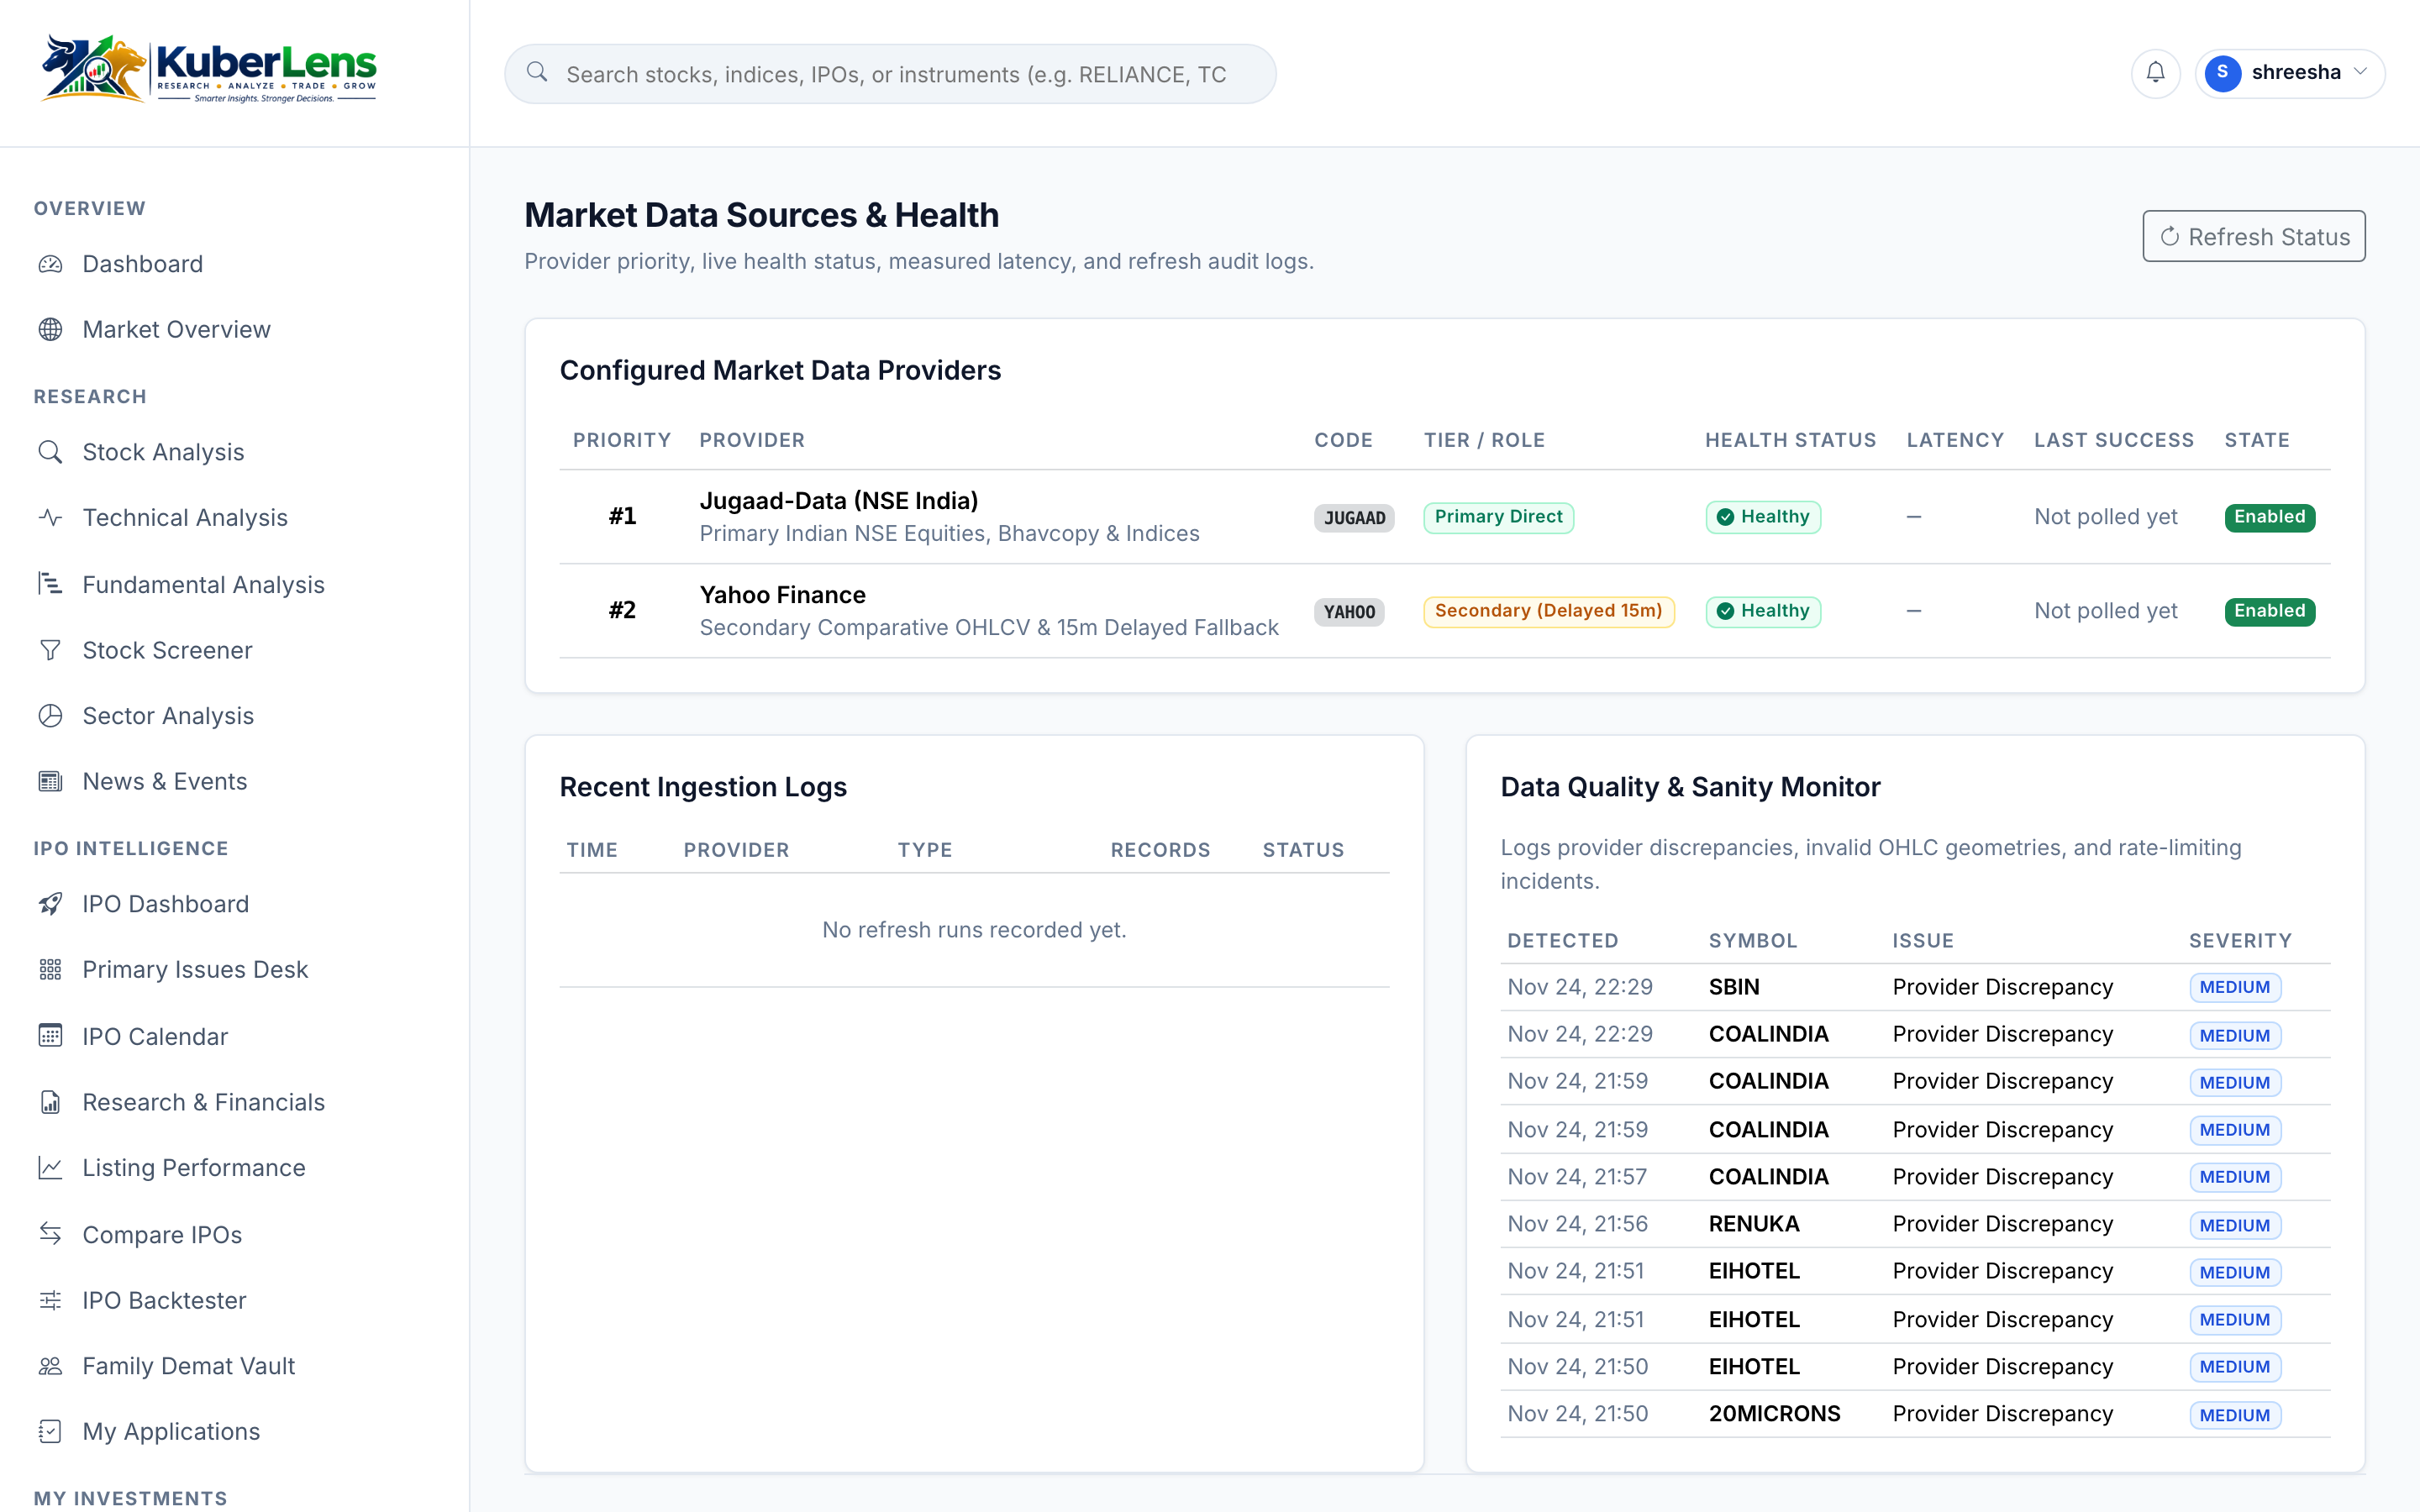 KuberLens
RESEARCH • ANALYZE • TRADE • GROW
Smarter Insights. Stronger Decisions.
Search stocks, indices, IPOs, or instruments (e.g. RELIANCE, TC
S
shreesha
OVERVIEW
Dashboard
Market Overview
RESEARCH
Stock Analysis
Technical Analysis
Fundamental Analysis
Stock Screener
Sector Analysis
News & Events
IPO INTELLIGENCE
IPO Dashboard
Primary Issues Desk
IPO Calendar
Research & Financials
Listing Performance
Compare IPOs
IPO Backtester
Family Demat Vault
My Applications
MY INVESTMENTS
Market Data Sources & Health
Provider priority, live health status, measured latency, and refresh audit logs.
Refresh Status
Configured Market Data Providers
PRIORITY PROVIDER CODE TIER / ROLE HEALTH STATUS LATENCY LAST SUCCESS STATE
#1 Jugaad-Data (NSE India) JUGAAD Primary Direct Healthy — Not polled yet Enabled
Primary Indian NSE Equities, Bhavcopy & Indices
#2 Yahoo Finance YAHOO Secondary (Delayed 15m) Healthy — Not polled yet Enabled
Secondary Comparative OHLCV & 15m Delayed Fallback
Recent Ingestion Logs
TIME PROVIDER TYPE RECORDS STATUS
No refresh runs recorded yet.
Data Quality & Sanity Monitor
Logs provider discrepancies, invalid OHLC geometries, and rate-limiting
incidents.
DETECTED SYMBOL ISSUE SEVERITY
Nov 24, 22:29 SBIN Provider Discrepancy MEDIUM
Nov 24, 22:29 COALINDIA Provider Discrepancy MEDIUM
Nov 24, 21:59 COALINDIA Provider Discrepancy MEDIUM
Nov 24, 21:59 COALINDIA Provider Discrepancy MEDIUM
Nov 24, 21:57 COALINDIA Provider Discrepancy MEDIUM
Nov 24, 21:56 RENUKA Provider Discrepancy MEDIUM
Nov 24, 21:51 EIHOTEL Provider Discrepancy MEDIUM
Nov 24, 21:51 EIHOTEL Provider Discrepancy MEDIUM
Nov 24, 21:50 EIHOTEL Provider Discrepancy MEDIUM
Nov 24, 21:50 20MICRONS Provider Discrepancy MEDIUM